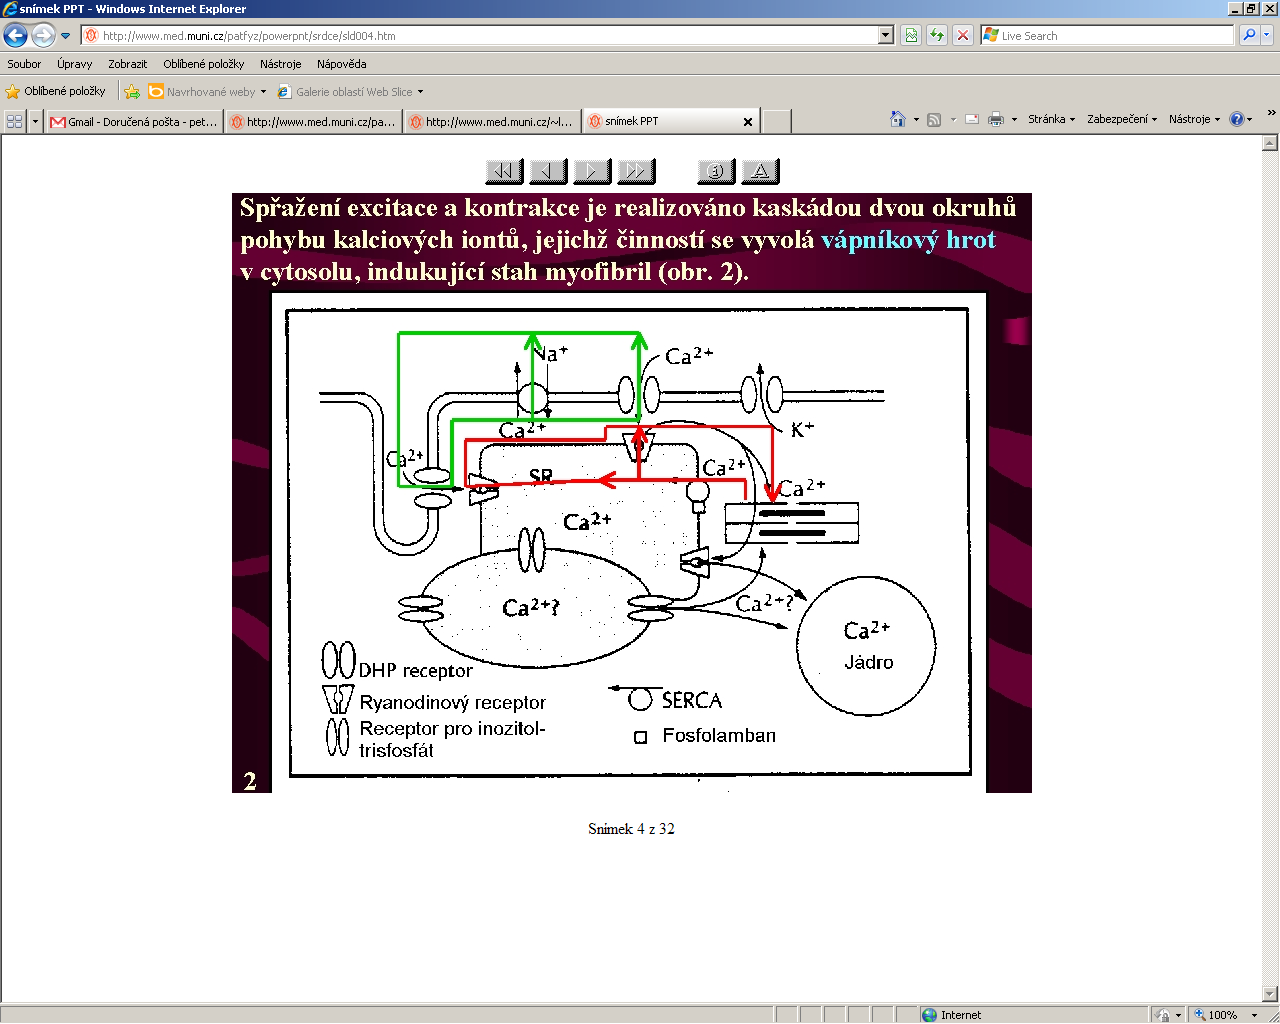 snímek PPT - Windows Internet Explorer
http://www.med.muni.cz/patfyz/powerpnt/srdce/sld004.htm
Live Search
Soubor Úpravy Zobrazit Oblíbené položky Nástroje Nápověda
Oblíbené položky Navrhované weby Galerie oblastí Web Slice
Gmail - Doručená pošta - pet... http://www.med.muni.cz/pa... http://www.med.muni.cz/~l... snímek PPT Stránka Zabezpečení Nástroje
Spřažení excitace a kontrakce je realizováno kaskádou dvou okruhů
pohybu kalciových iontů, jejichž činností se vyvolá vápníkový hrot
v cytosolu, indukující stah myofibril (obr. 2).
Na+
Ca2+
K+
Ca2+
Ca2+
SR
Ca2+
Ca2+
Ca2+
Ca2+?
Ca2+?
Ca2+
Jádro
DHP receptor
Ryanodinový receptor
Receptor pro inozitol-
trisfosfát
SERCA
Fosfolamban
2
Snímek 4 z 32
Internet
100%